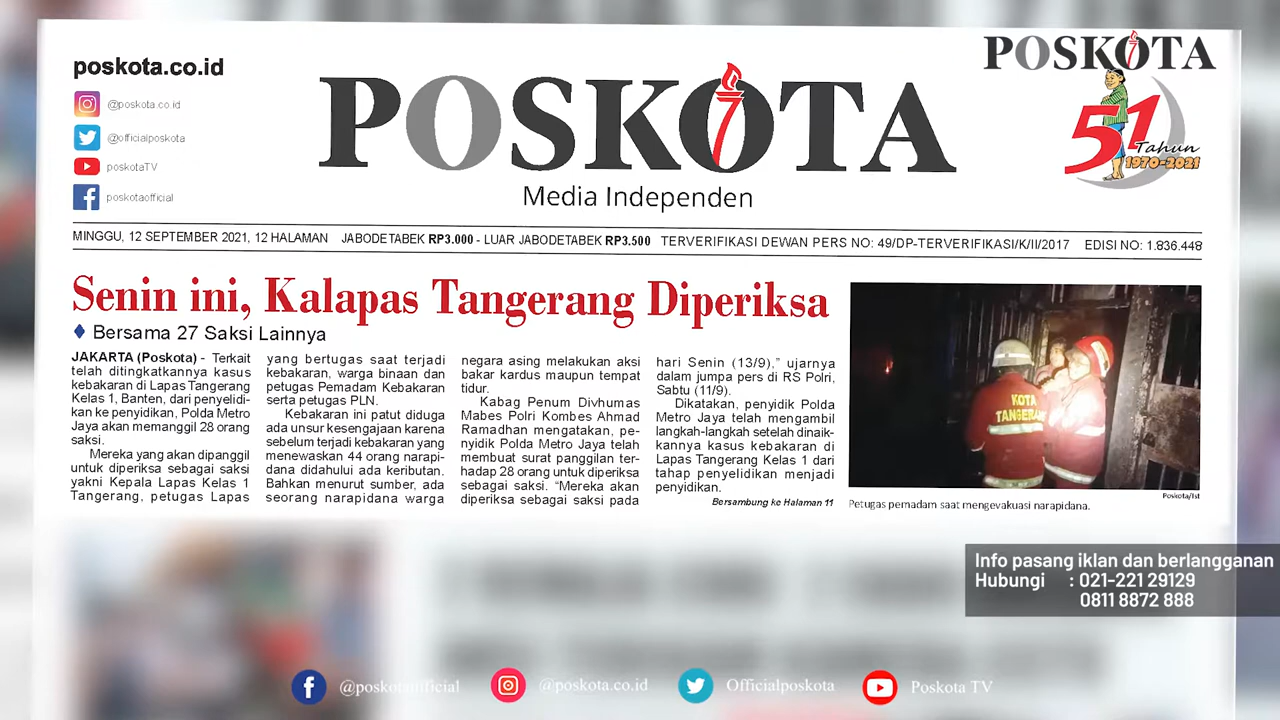 poskota.co.id
@poskota.co.id
@officialposkota
poskotaTV
poskotaofficial
POSKOTA
Media Independen
POSKOTA
51
Tahun
1970-2021
MINGGU, 12 SEPTEMBER 2021, 12 HALAMAN JABODETABEK RP3.000 - LUAR JABODETABEK RP3.500 TERVERIFIKASI DEWAN PERS NO: 49/DP-TERVERIFIKASI/K/II/2017 EDISI NO: 1.836.448
Senin ini, Kalapas Tangerang Diperiksa
Bersama 27 Saksi Lainnya
JAKARTA (Poskota) - Terkait
telah ditingkatkannya kasus
kebakaran di Lapas Tangerang
Kelas 1, Banten, dari penyelidi-
kan ke penyidikan, Polda Metro
Jaya akan memanggil 28 orang
saksi.
Mereka yang akan dipanggil
untuk diperiksa sebagai saksi
yakni Kepala Lapas Kelas 1
Tangerang, petugas Lapas
yang bertugas saat terjadi
kebakaran, warga binaan dan
petugas Pemadam Kebakaran
serta petugas PLN.
Kebakaran ini patut diduga
ada unsur kesengajaan karena
sebelum terjadi kebakaran yang
menewaskan 44 orang narapi-
dana didahului ada keributan.
Bahkan menurut sumber, ada
seorang narapidana warga
negara asing melakukan aksi
bakar kardus maupun tempat
tidur.
Kabag Penum Divhumas
Mabes Polri Kombes Ahmad
Ramadhan mengatakan, pe-
nyidik Polda Metro Jaya telah
membuat surat panggilan ter-
hadap 28 orang untuk diperiksa
sebagai saksi. “Mereka akan
diperiksa sebagai saksi pada
hari Senin (13/9),” ujarnya
dalam jumpa pers di RS Polri,
Sabtu (11/9).
Dikatakan, penyidik Polda
Metro Jaya telah mengambil
langkah-langkah setelah dinaik-
kannya kasus kebakaran di
Lapas Tangerang Kelas 1 dari
tahap penyelidikan menjadi
penyidikan.
Bersambung ke Halaman 11
KOTA
TANGERANG
Poskota/Ist
Petugas pemadam saat mengevakuasi narapidana.
Info pasang iklan dan berlangganan
Hubungi : 021-221 29129
0811 8872 888
@poskotaofficial @poskota.co.id Officialposkota Poskota TV